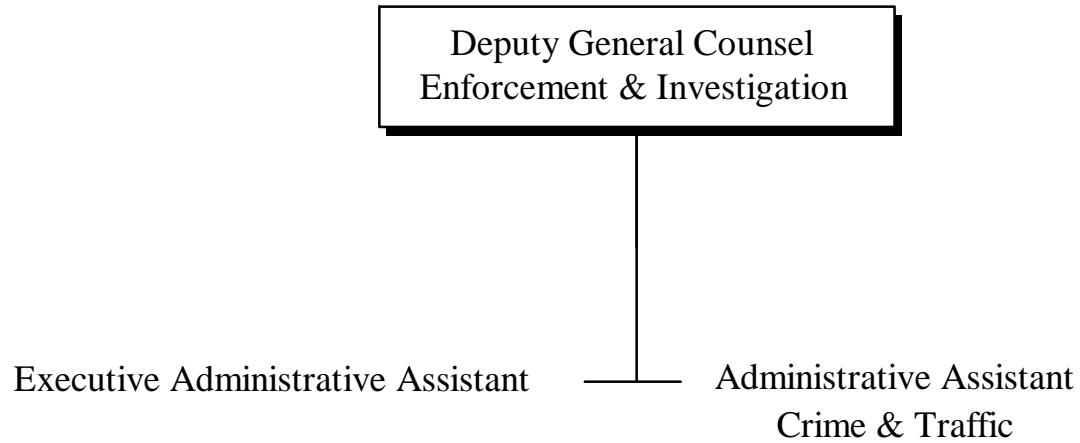 Deputy General Counsel
Enforcement & Investigation
Executive Administrative Assistant
Administrative Assistant
Crime & Traffic